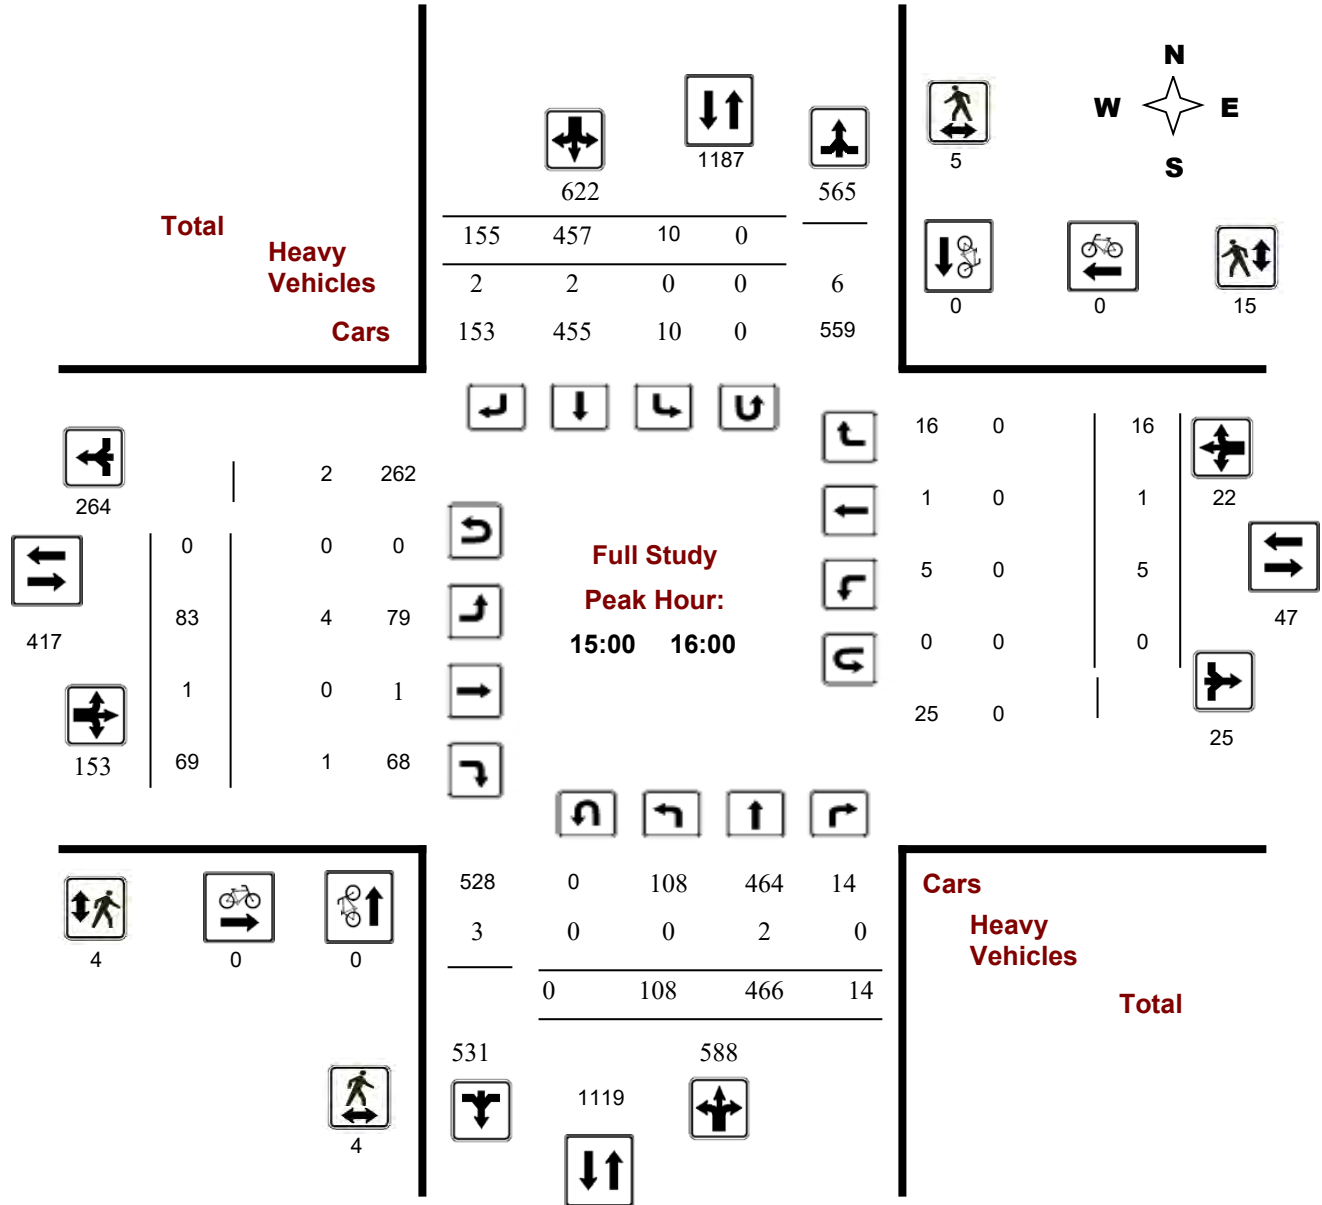 N
W E
S
1187
5
622 565
Total 155 457 10 0
Heavy
Vehicles 2 2 0 0 6
0 0 15
Cars 153 455 10 0 559
16 0 16
2 262
264 1 0 1 22
0 0 0
Full Study
5 0 5
Peak Hour:
83 4 79 47
417 15:00 16:00 0 0 0
1 0 1
25 0
25
153 69 1 68
528 0 108 464 14 Cars
3 0 0 2 0 Heavy
Vehicles
4 0 0
0 108 466 14 Total
531 588
1119
4